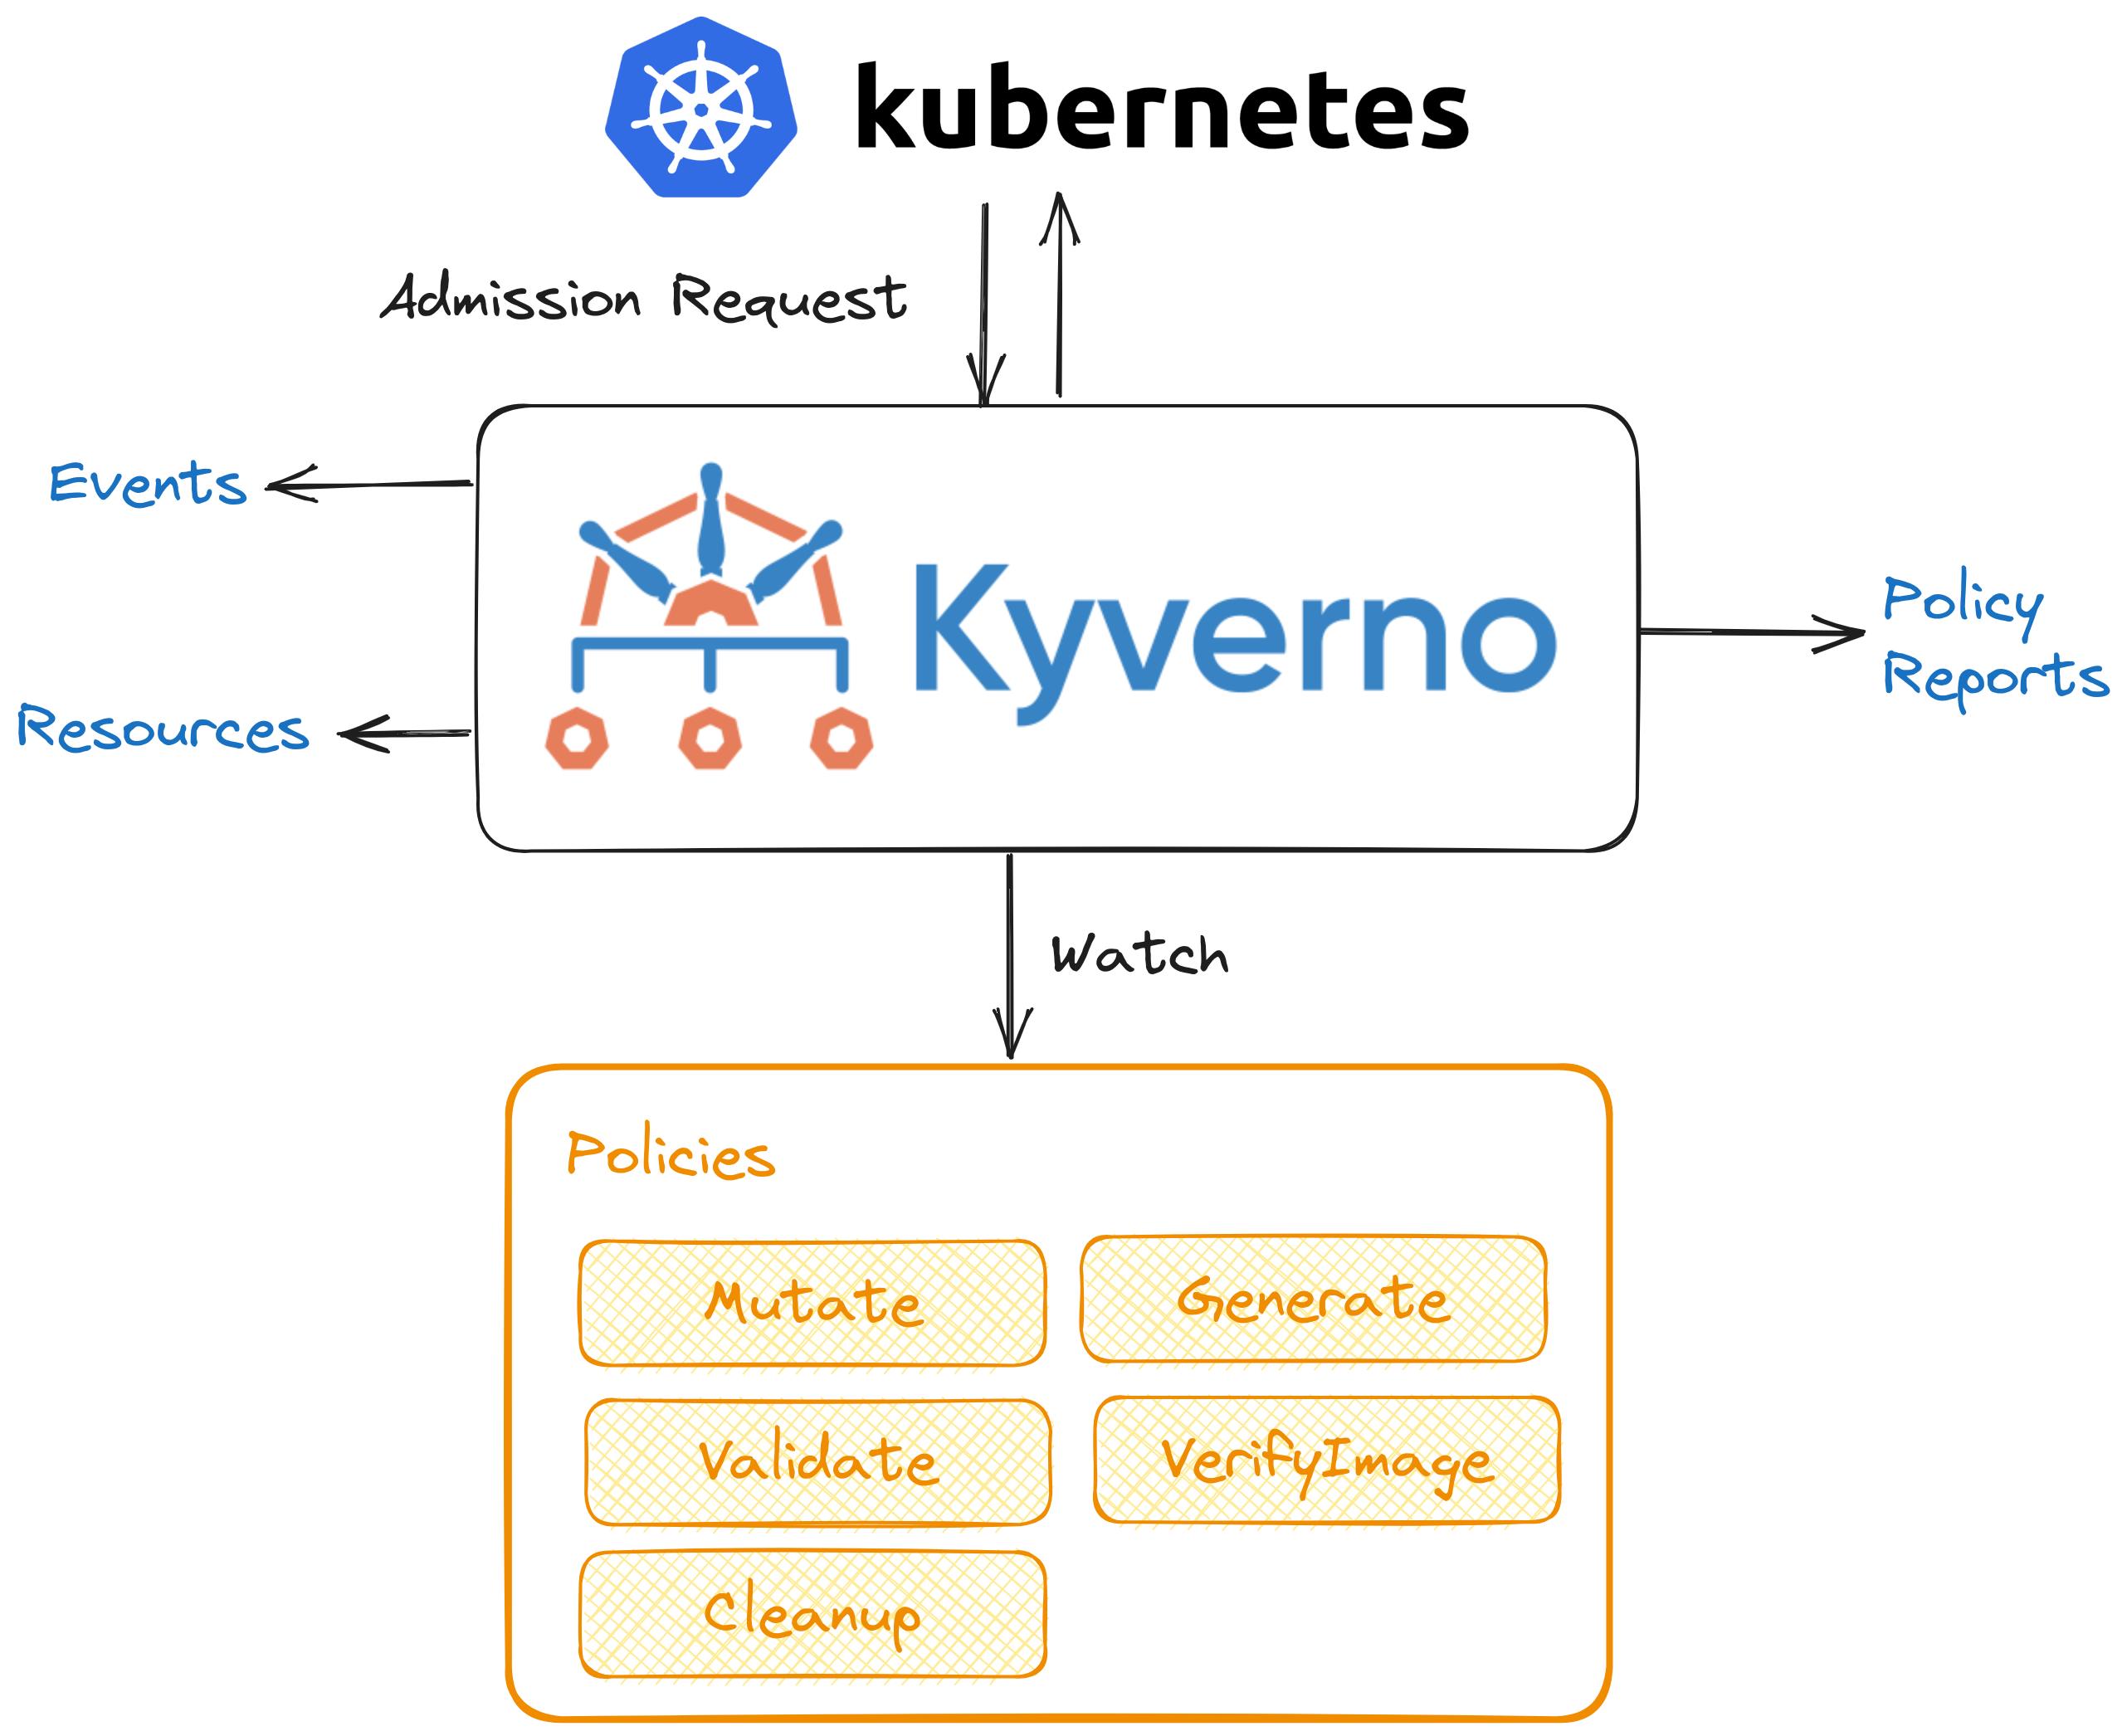 kubernetes
Admission Request
Events
Kyverno
Policy
Reports
Resources
Watch
Policies
Mutate
Generate
Validate
VerifyImage
Cleanup